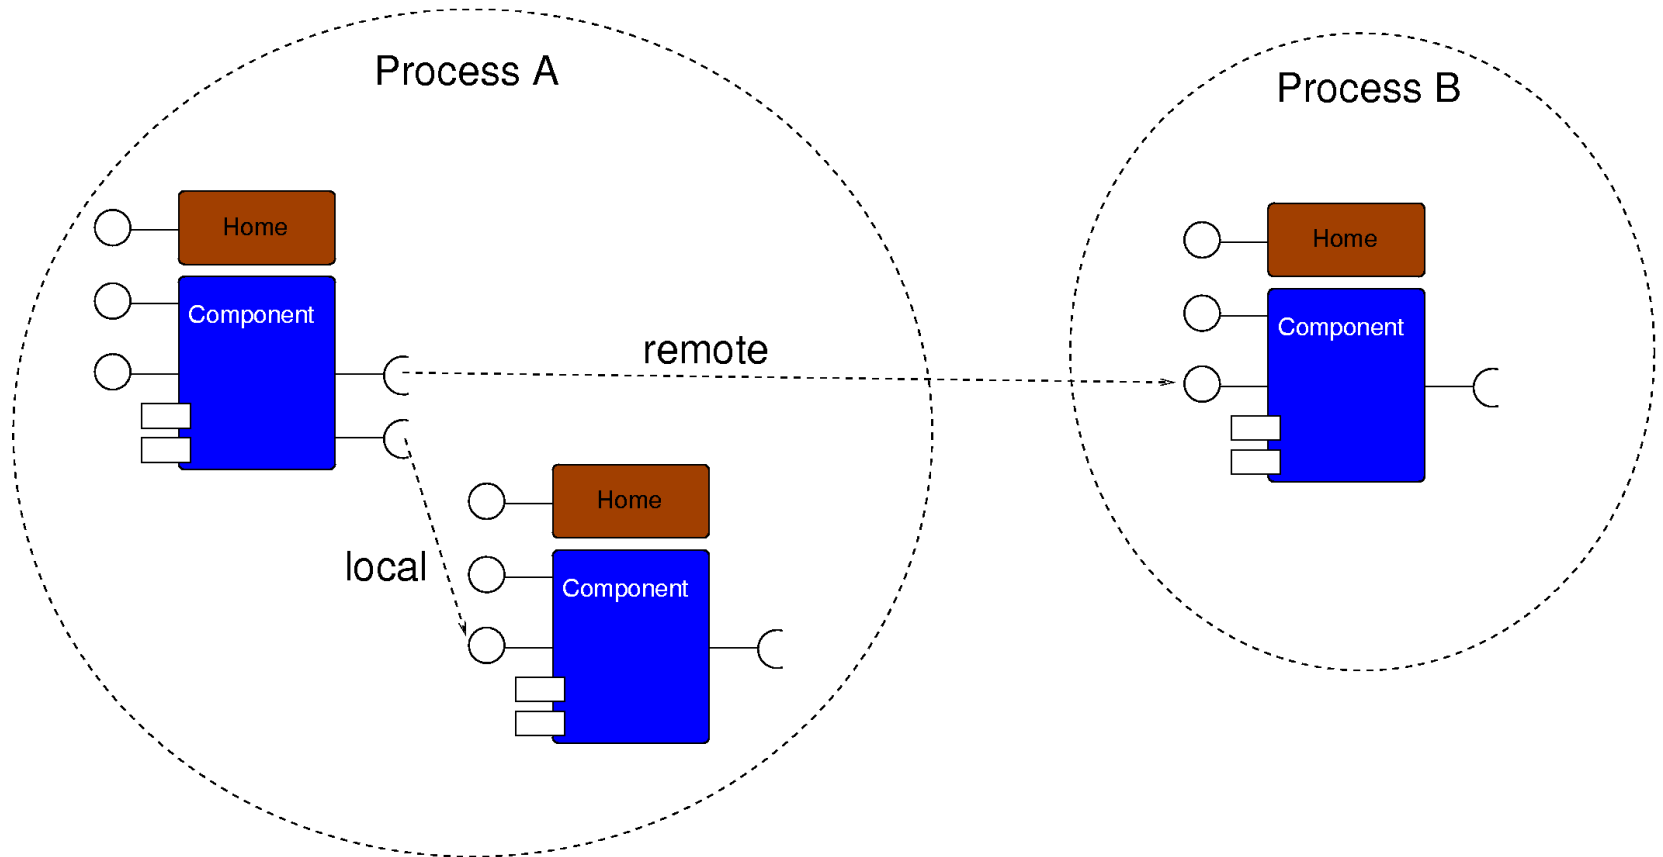 Process A
Process B
Home
Home
Component
Component
remote
Home
local
Component